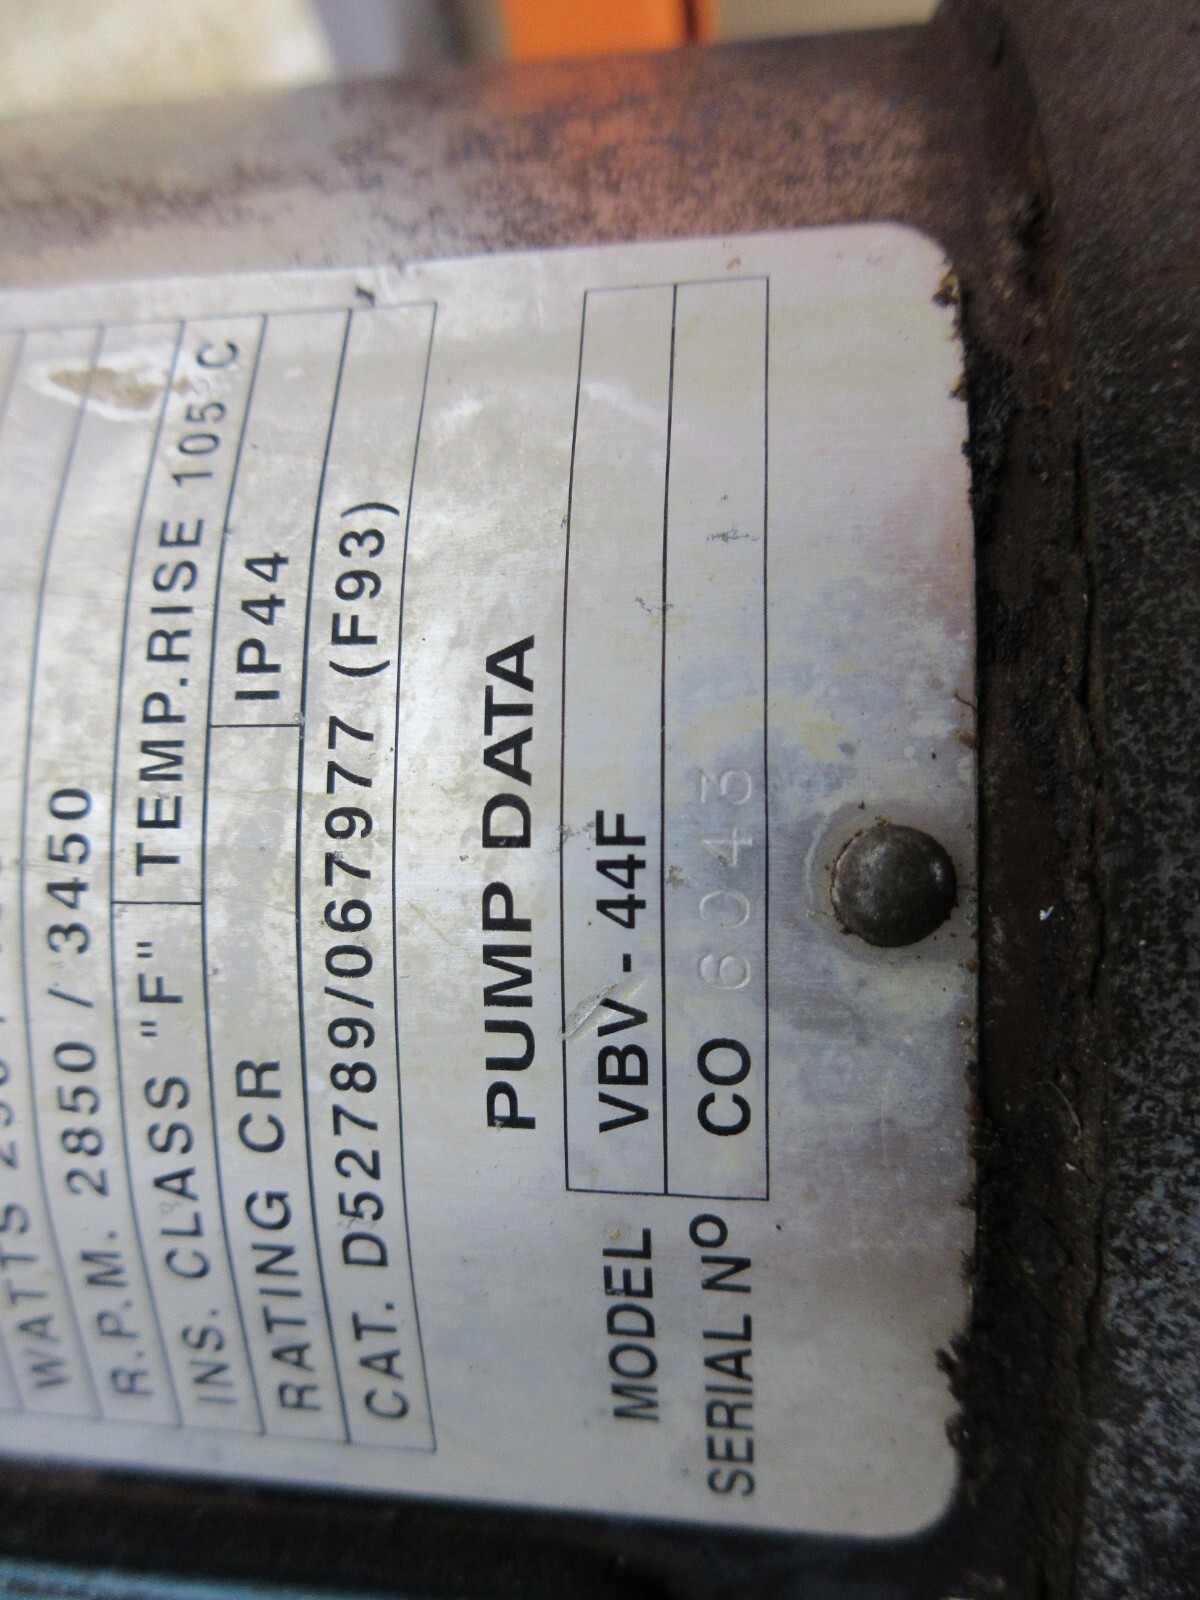 WATTS
R.P.M. 2850 / 3450
INS. CLASS "F" TEMP.RISE 105°C
RATING CR IP44
CAT. D52789/067977 (F93)
PUMP DATA
MODEL VBV - 44F
SERIAL Nº CO 6043